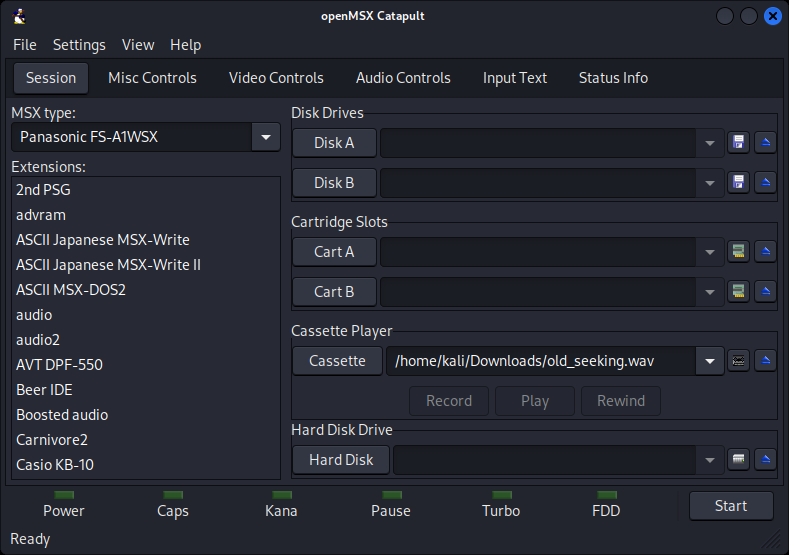 openMSX Catapult
File Settings View Help
Session Misc Controls Video Controls Audio Controls Input Text Status Info
MSX type:
Panasonic FS-A1WSX
Extensions:
2nd PSG
advram
ASCII Japanese MSX-Write
ASCII Japanese MSX-Write II
ASCII MSX-DOS2
audio
audio2
AVT DPF-550
Beer IDE
Boosted audio
Carnivore2
Casio KB-10
Disk Drives
Disk A
Disk B
Cartridge Slots
Cart A
Cart B
Cassette Player
Cassette /home/kali/Downloads/old_seeking.wav
Record Play Rewind
Hard Disk Drive
Hard Disk
Power Caps Kana Pause Turbo FDD Start
Ready